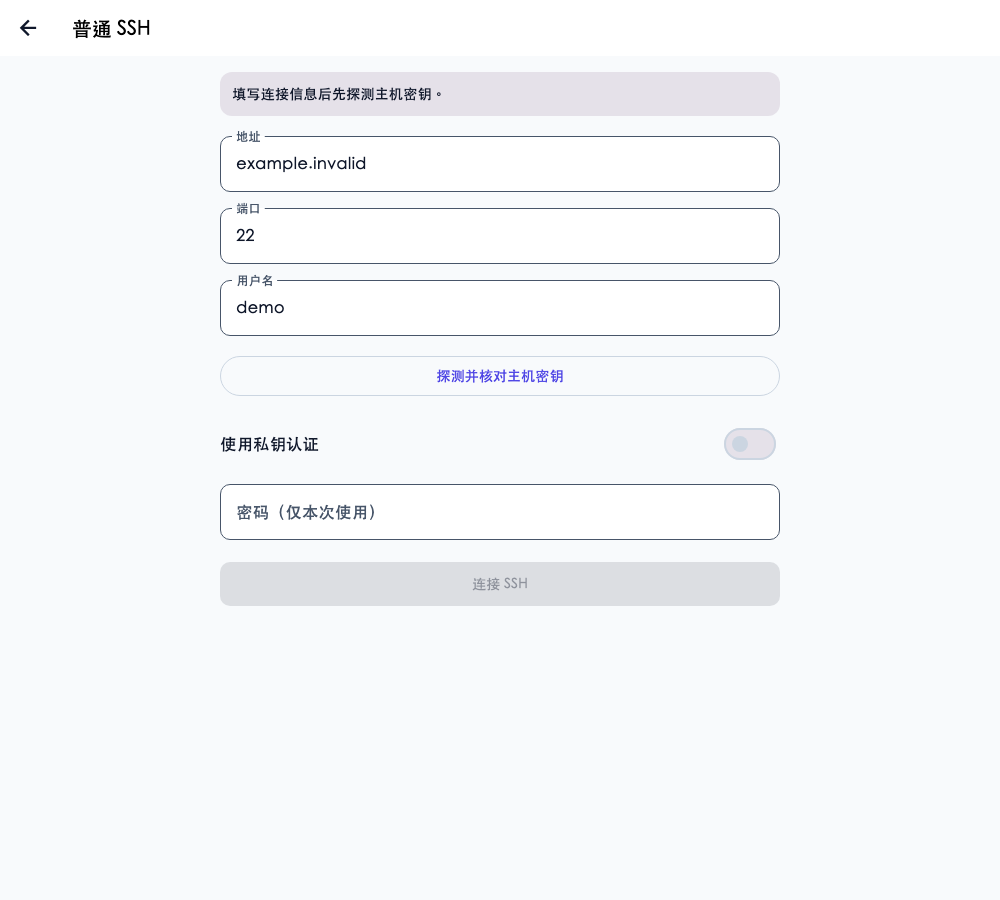 普通 SSH
填写连接信息后先探测主机密钥。
地址
example.invalid
端口
22
用户名
demo
探测并核对主机密钥
使用私钥认证
密码（仅本次使用）
连接 SSH